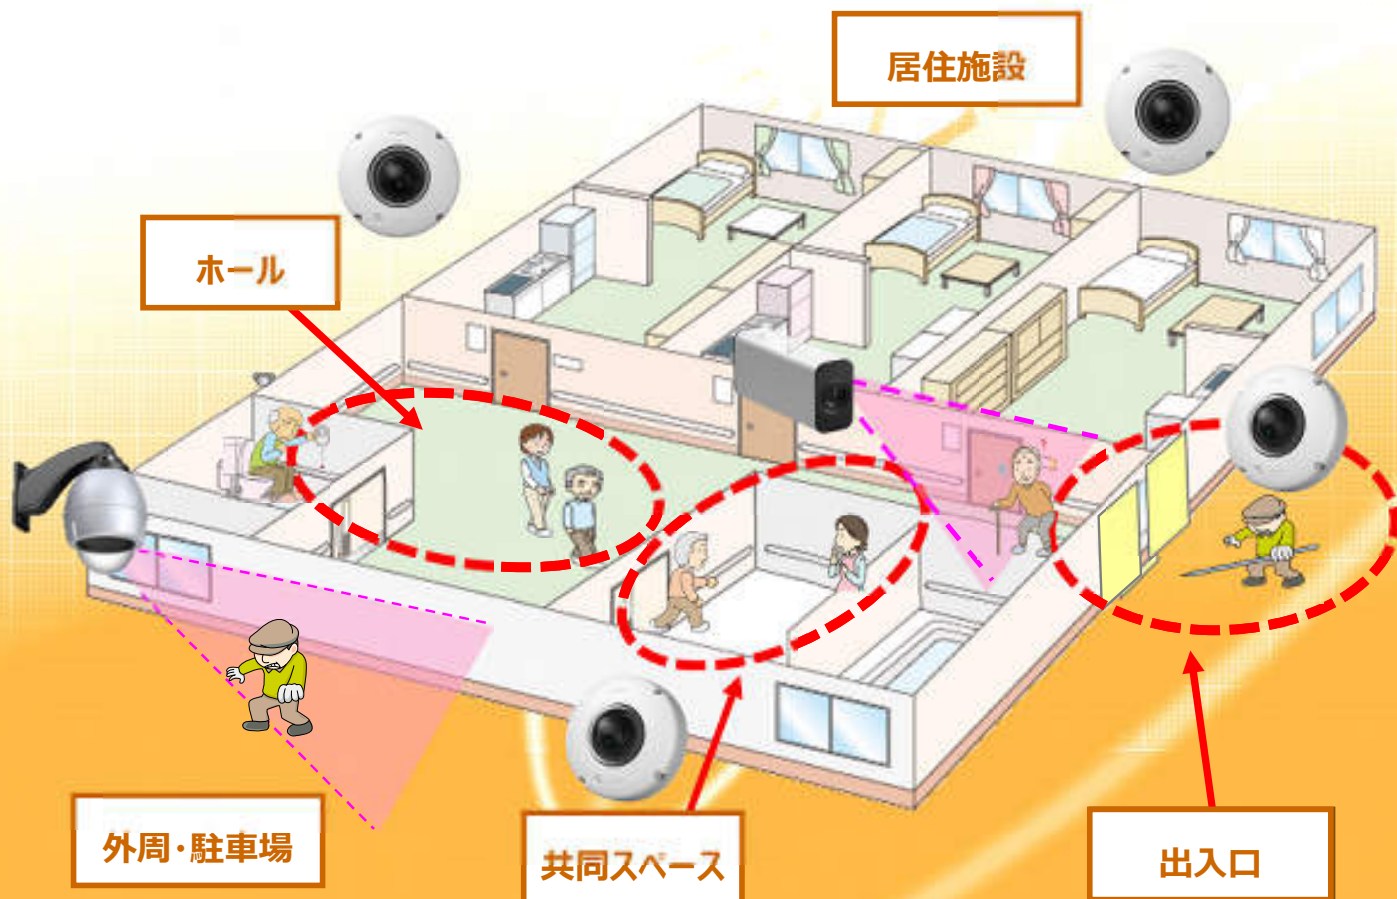 居住施設
ホール
外周・駐車場
共同スペース
出入口